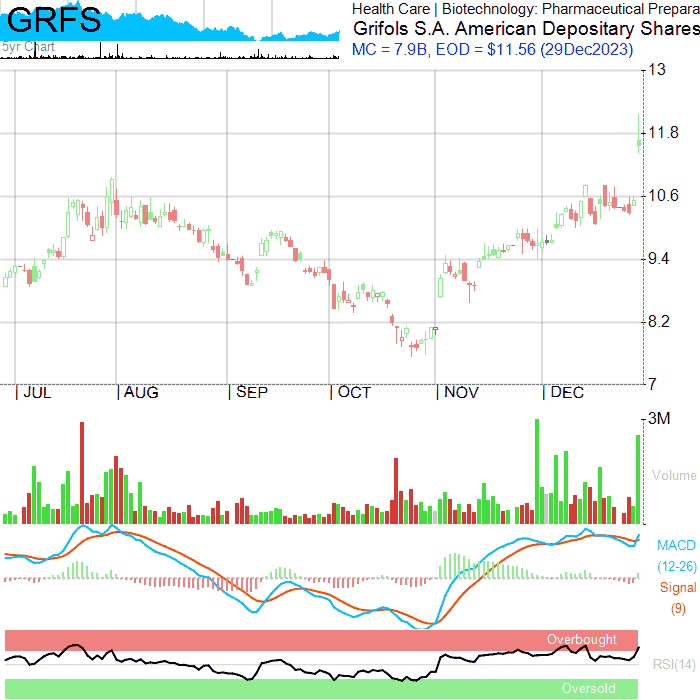 GRFS
Health Care | Biotechnology: Pharmaceutical Prepara
Grifols S.A. American Depositary Shares
5yr Chart
MC = 7.9B, EOD = $11.56 (29Dec2023)
13
11.8
10.6
9.4
8.2
7
JUL AUG SEP OCT NOV DEC
3M
Volume
MACD
(12-26)
Signal
(9)
Overbought
RSI(14)
Oversold